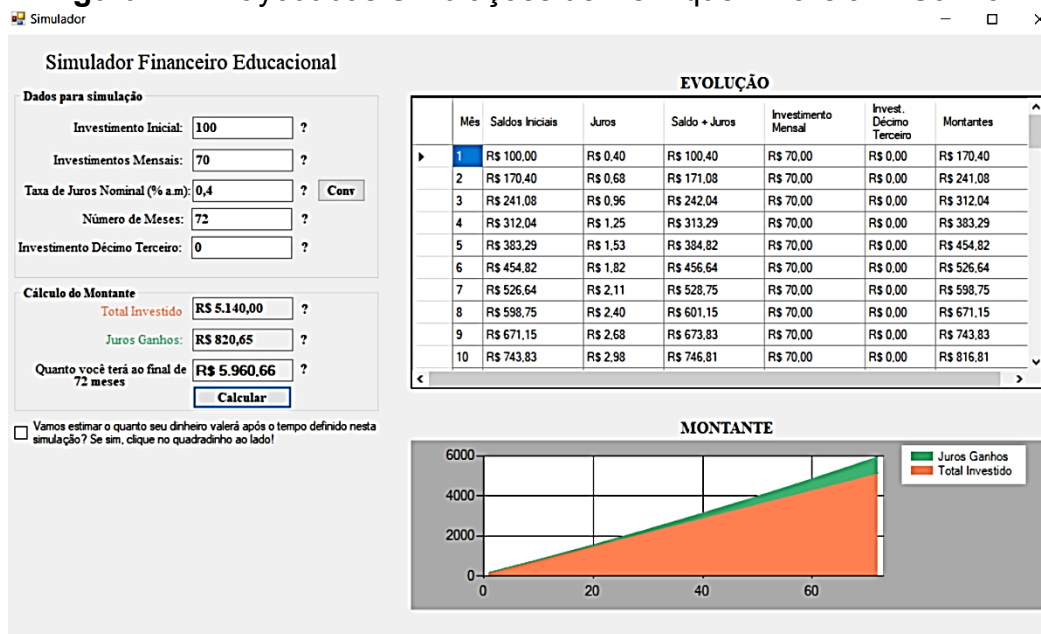 Simulador
Simulador Financeiro Educacional
Dados para simulação
Investimento Inicial: 100 ?
Investimentos Mensais: 70 ?
Taxa de Juros Nominal (% a.m): 0,4 ? Conv
Número de Meses: 72 ?
Investimento Décimo Terceiro: 0 ?
Cálculo do Montante
Total Investido R$ 5.140,00 ?
Juros Ganhos: R$ 820,65 ?
Quanto você terá ao final de
72 meses R$ 5.960,66 ?
Calcular
Vamos estimar o quanto seu dinheiro valerá após o tempo definido nesta
simulação? Se sim, clique no quadradinho ao lado!
EVOLUÇÃO
Mês Saldos Iniciais Juros Saldo + Juros Investimento Mensal Invest. Décimo Terceiro Montantes
1 R$ 100,00 R$ 0,40 R$ 100,40 R$ 70,00 R$ 0,00 R$ 170,40
2 R$ 170,40 R$ 0,68 R$ 171,08 R$ 70,00 R$ 0,00 R$ 241,08
3 R$ 241,08 R$ 0,96 R$ 242,04 R$ 70,00 R$ 0,00 R$ 312,04
4 R$ 312,04 R$ 1,25 R$ 313,29 R$ 70,00 R$ 0,00 R$ 383,29
5 R$ 383,29 R$ 1,53 R$ 384,82 R$ 70,00 R$ 0,00 R$ 454,82
6 R$ 454,82 R$ 1,82 R$ 456,64 R$ 70,00 R$ 0,00 R$ 526,64
7 R$ 526,64 R$ 2,11 R$ 528,75 R$ 70,00 R$ 0,00 R$ 598,75
8 R$ 598,75 R$ 2,40 R$ 601,15 R$ 70,00 R$ 0,00 R$ 671,15
9 R$ 671,15 R$ 2,68 R$ 673,83 R$ 70,00 R$ 0,00 R$ 743,83
10 R$ 743,83 R$ 2,98 R$ 746,81 R$ 70,00 R$ 0,00 R$ 816,81
MONTANTE
6000
4000
2000
0
0 20 40 60
Juros Ganhos
Total Investido